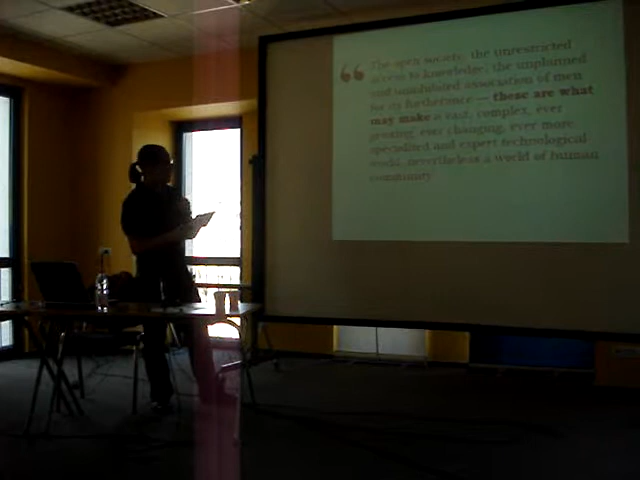 “ The open society, the unrestricted
access to knowledge, the unplanned
and uninhibited association of men
for its furtherance — these are what
may make a vast, complex, ever
growing, ever changing, ever more
specialized and expert technological
world, nevertheless a world of human
community